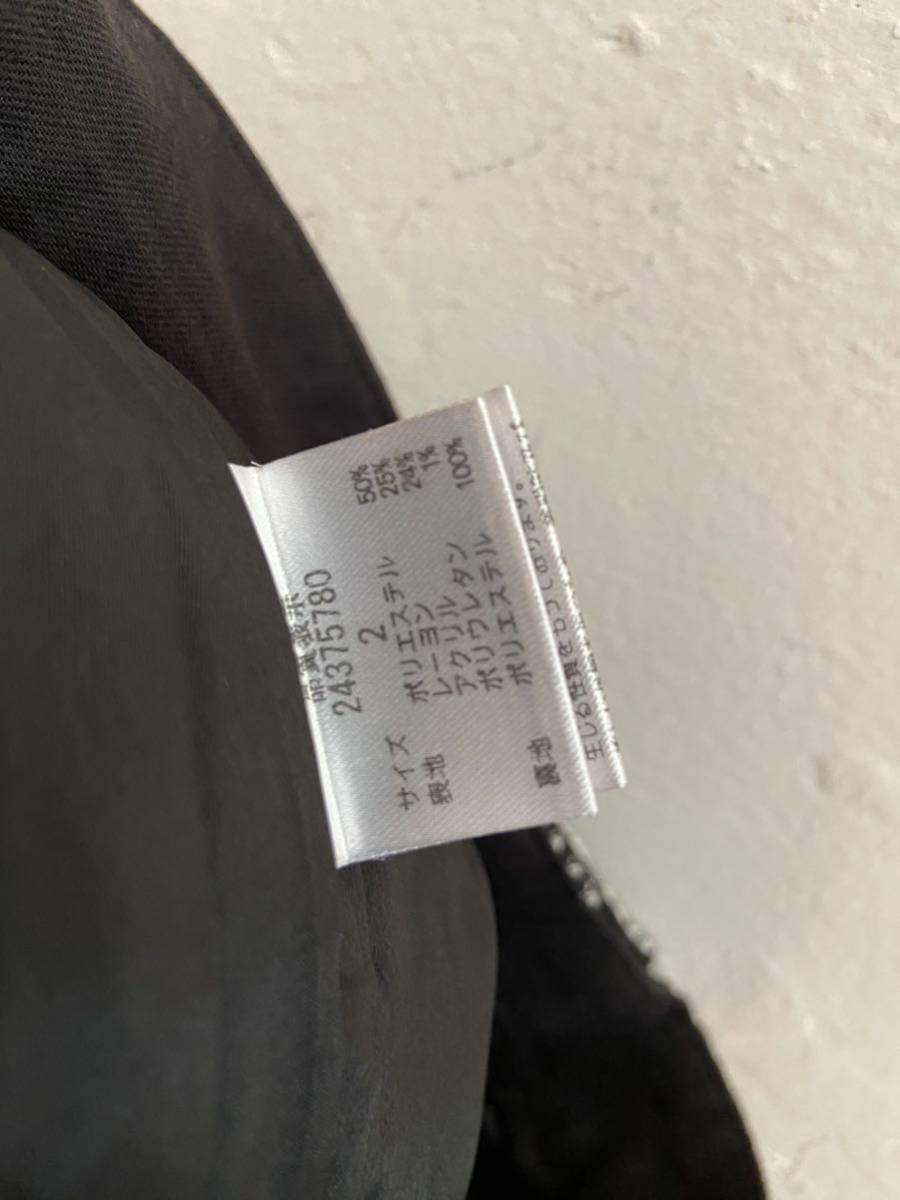 品質表示
24375780
サイズ 2
表地 ポリエステル 50%
レーヨン 25%
アクリル 24%
ポリウレタン 1%
裏地 ポリエステル 100%